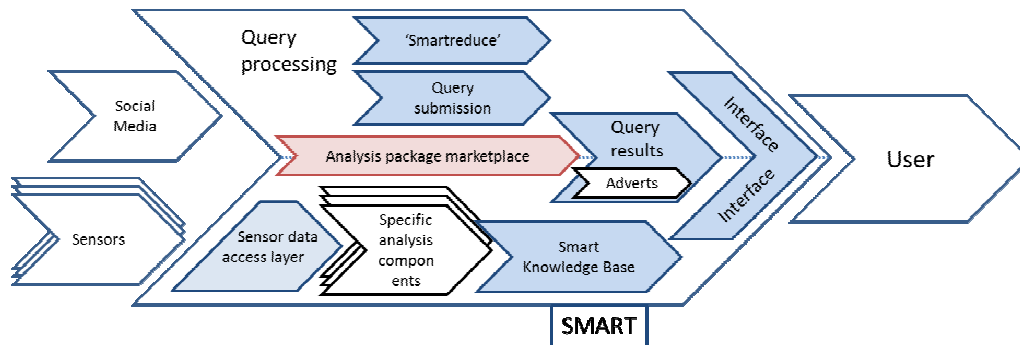 Query
processing
'Smartreduce'
Query
submission
Social
Media
Analysis package marketplace
Query
results
Adverts
Interface
Interface
User
Sensors
Sensor data
access layer
Specific
analysis
compon
ents
Smart
Knowledge Base
SMART